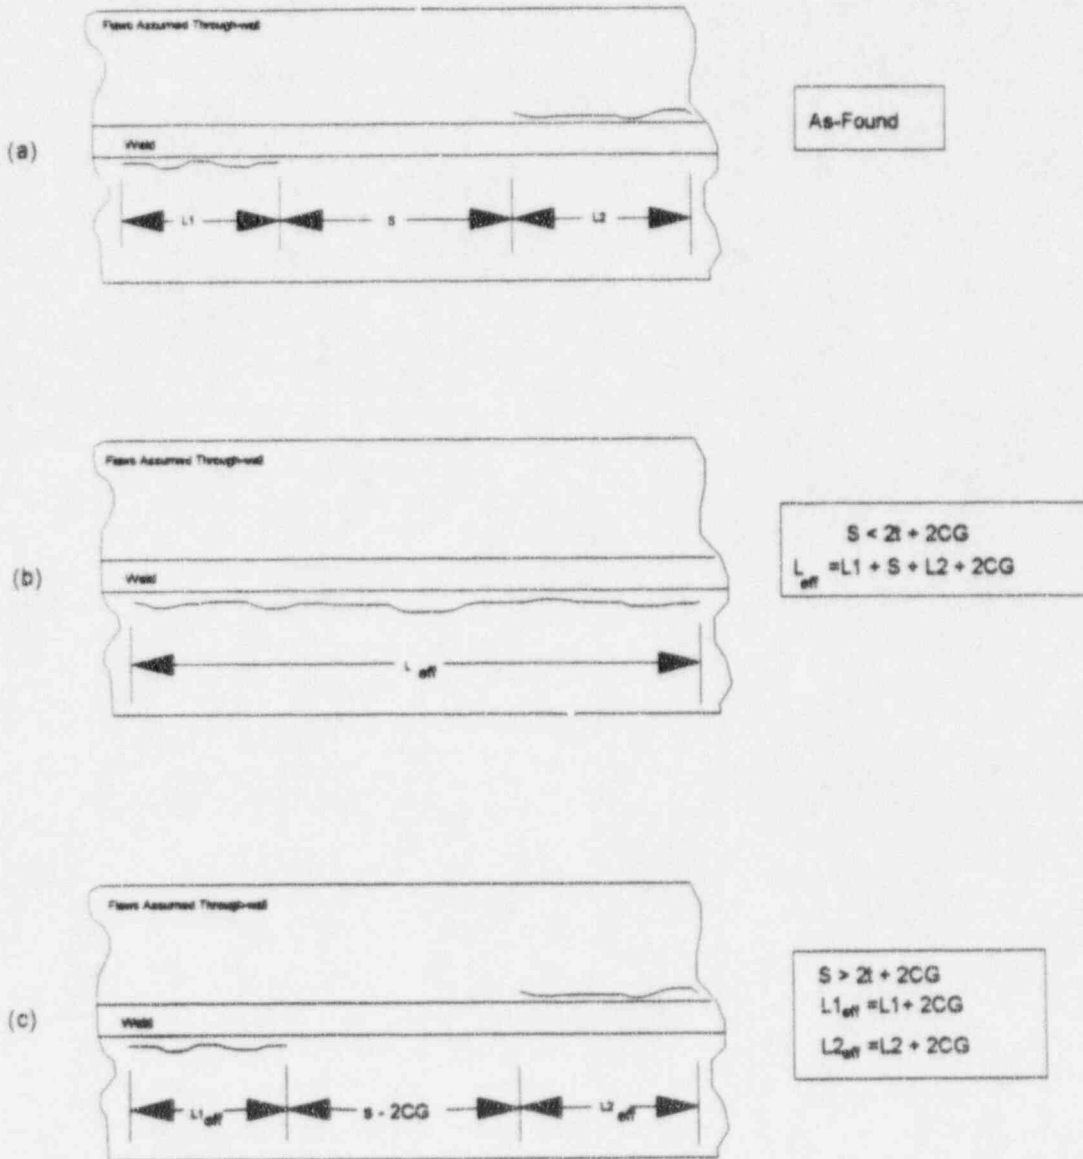 Flaws Assumed Through-wall
(a)
Weld
L1
S
L2
As-Found
Flaws Assumed Through-wall
(b)
Weld
L eff
S < 2t + 2CG
L eff = L1 + S + L2 + 2CG
Flaws Assumed Through-wall
(c)
Weld
L1 eff
S - 2CG
L2 eff
S > 2t + 2CG
L1 eff = L1 + 2CG
L2 eff = L2 + 2CG